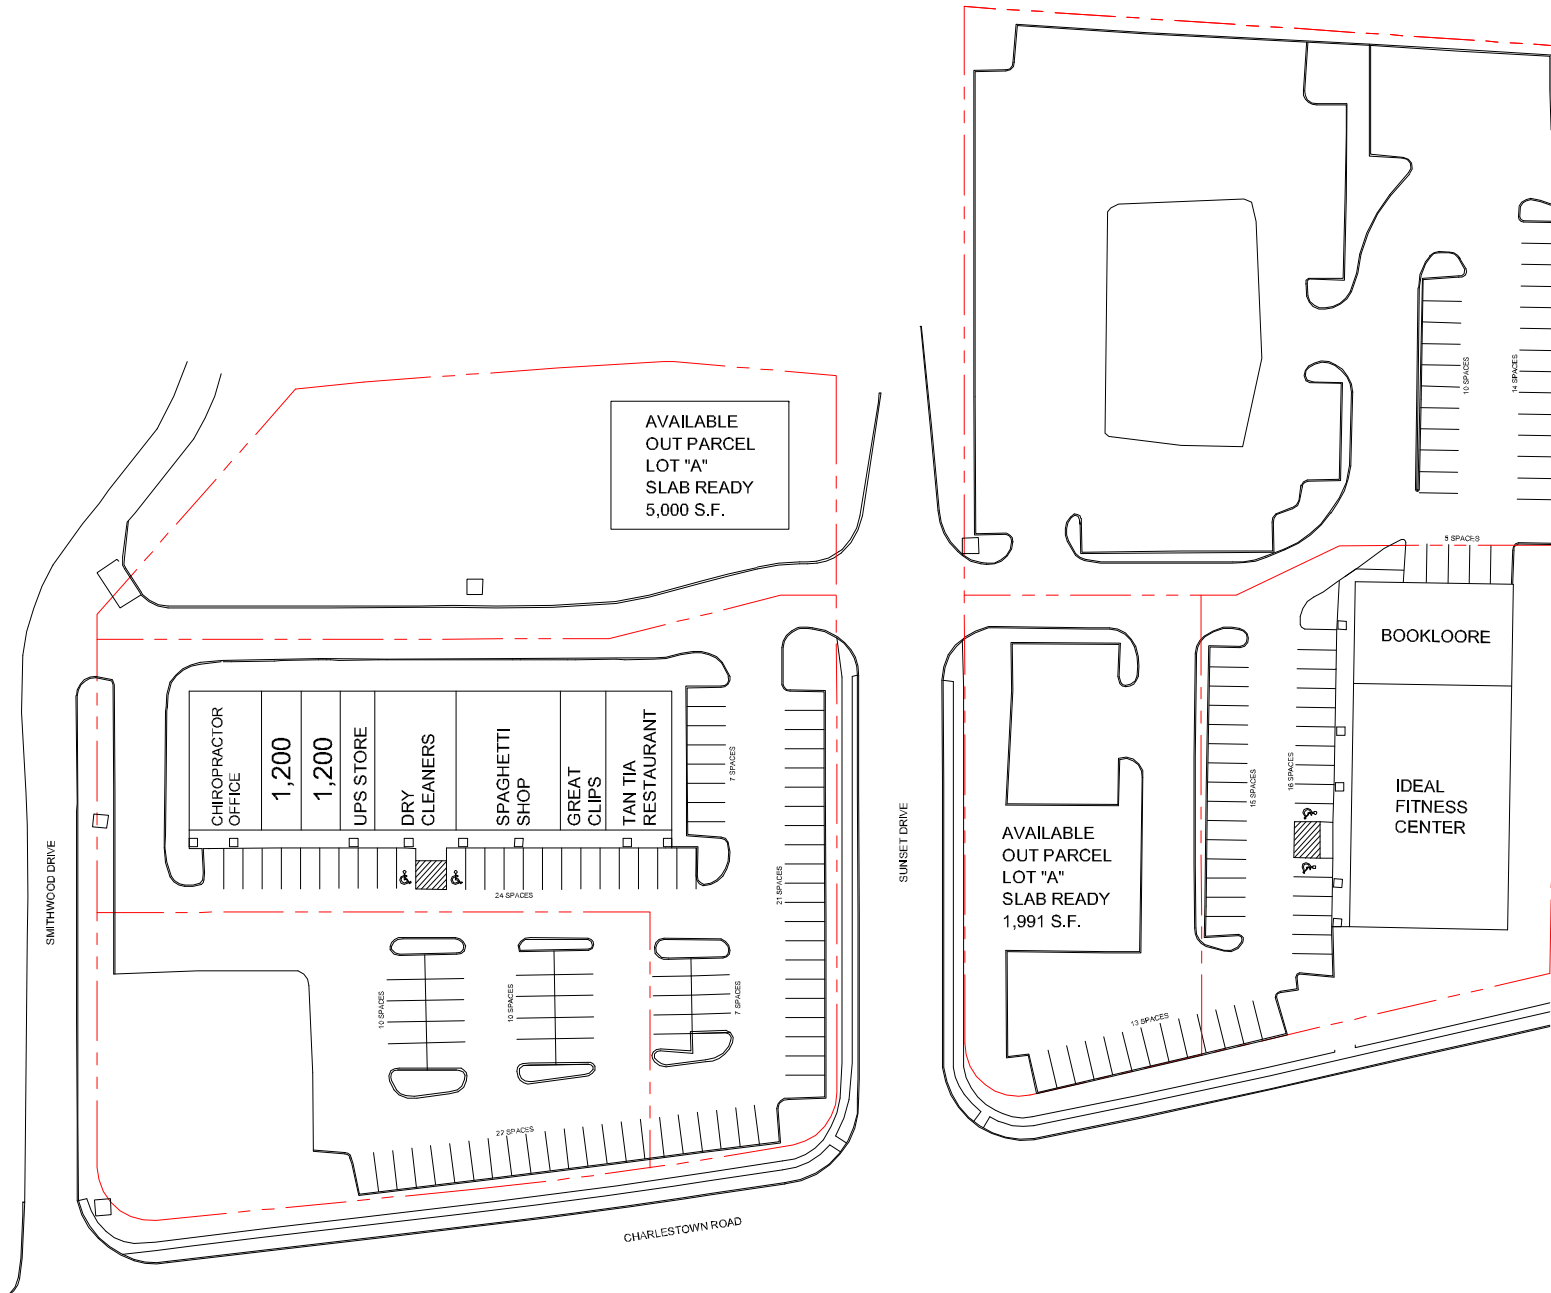 AVAILABLE
OUT PARCEL
LOT "A"
SLAB READY
5,000 S.F.
10 SPACES
14 SPACES
5 SPACES
BOOKLOORE
IDEAL
FITNESS
CENTER
CHIROPRACTOR
OFFICE
1,200
1,200
UPS STORE
DRY
CLEANERS
SPAGHETTI
SHOP
GREAT
CLIPS
TAN TIA
RESTAURANT
7 SPACES
24 SPACES
21 SPACES
SMITHWOOD DRIVE
SUNSET DRIVE
AVAILABLE
OUT PARCEL
LOT "A"
SLAB READY
1,991 S.F.
15 SPACES
16 SPACES
13 SPACES
10 SPACES
10 SPACES
7 SPACES
22 SPACES
CHARLESTOWN ROAD